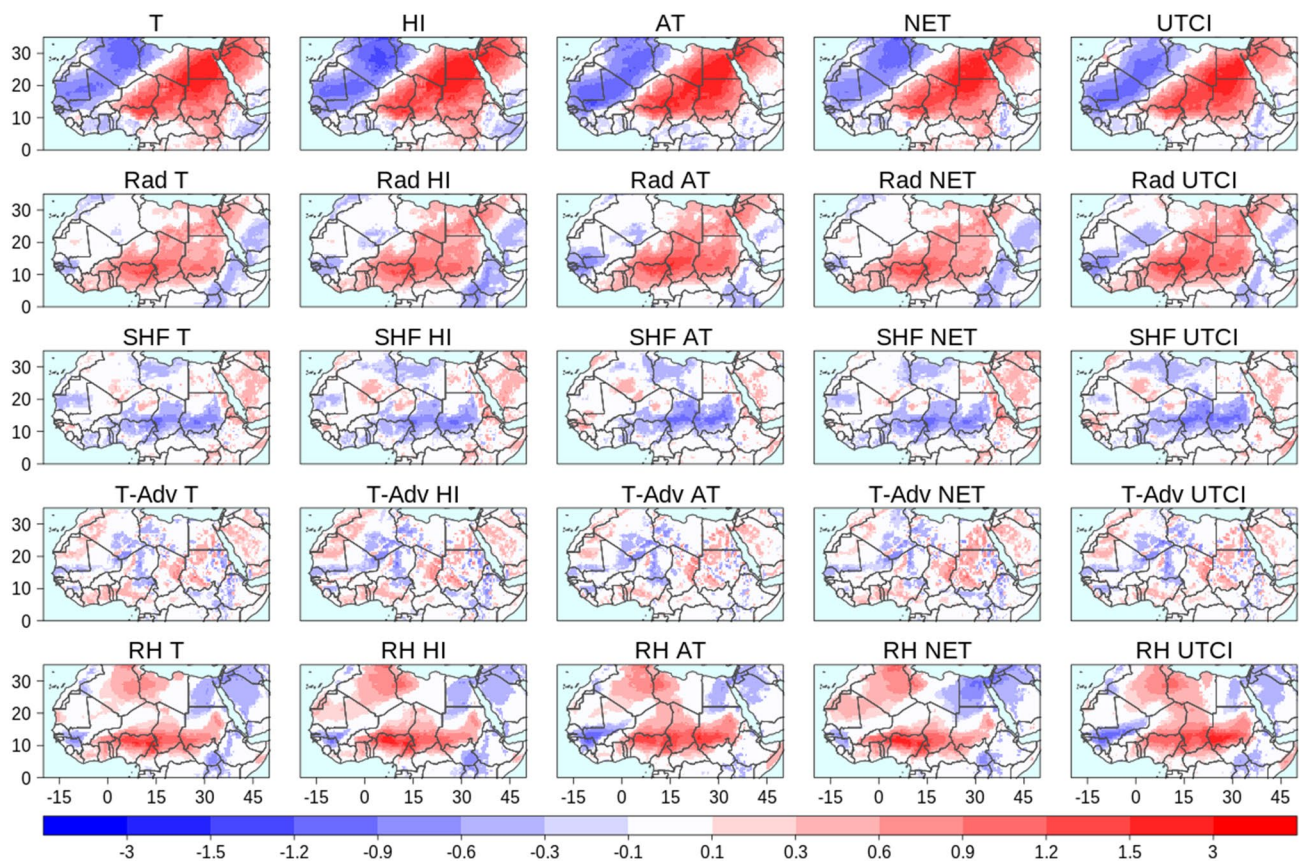 T HI AT NET UTCI
30
20
10
0
Rad T Rad HI Rad AT Rad NET Rad UTCI
30
20
10
0
SHF T SHF HI SHF AT SHF NET SHF UTCI
30
20
10
0
T-Adv T T-Adv HI T-Adv AT T-Adv NET T-Adv UTCI
30
20
10
0
RH T RH HI RH AT RH NET RH UTCI
30
20
10
0
-15 0 15 30 45 -15 0 15 30 45 -15 0 15 30 45 -15 0 15 30 45 -15 0 15 30 45
-3 -1.5 -1.2 -0.9 -0.6 -0.3 -0.1 0.1 0.3 0.6 0.9 1.2 1.5 3